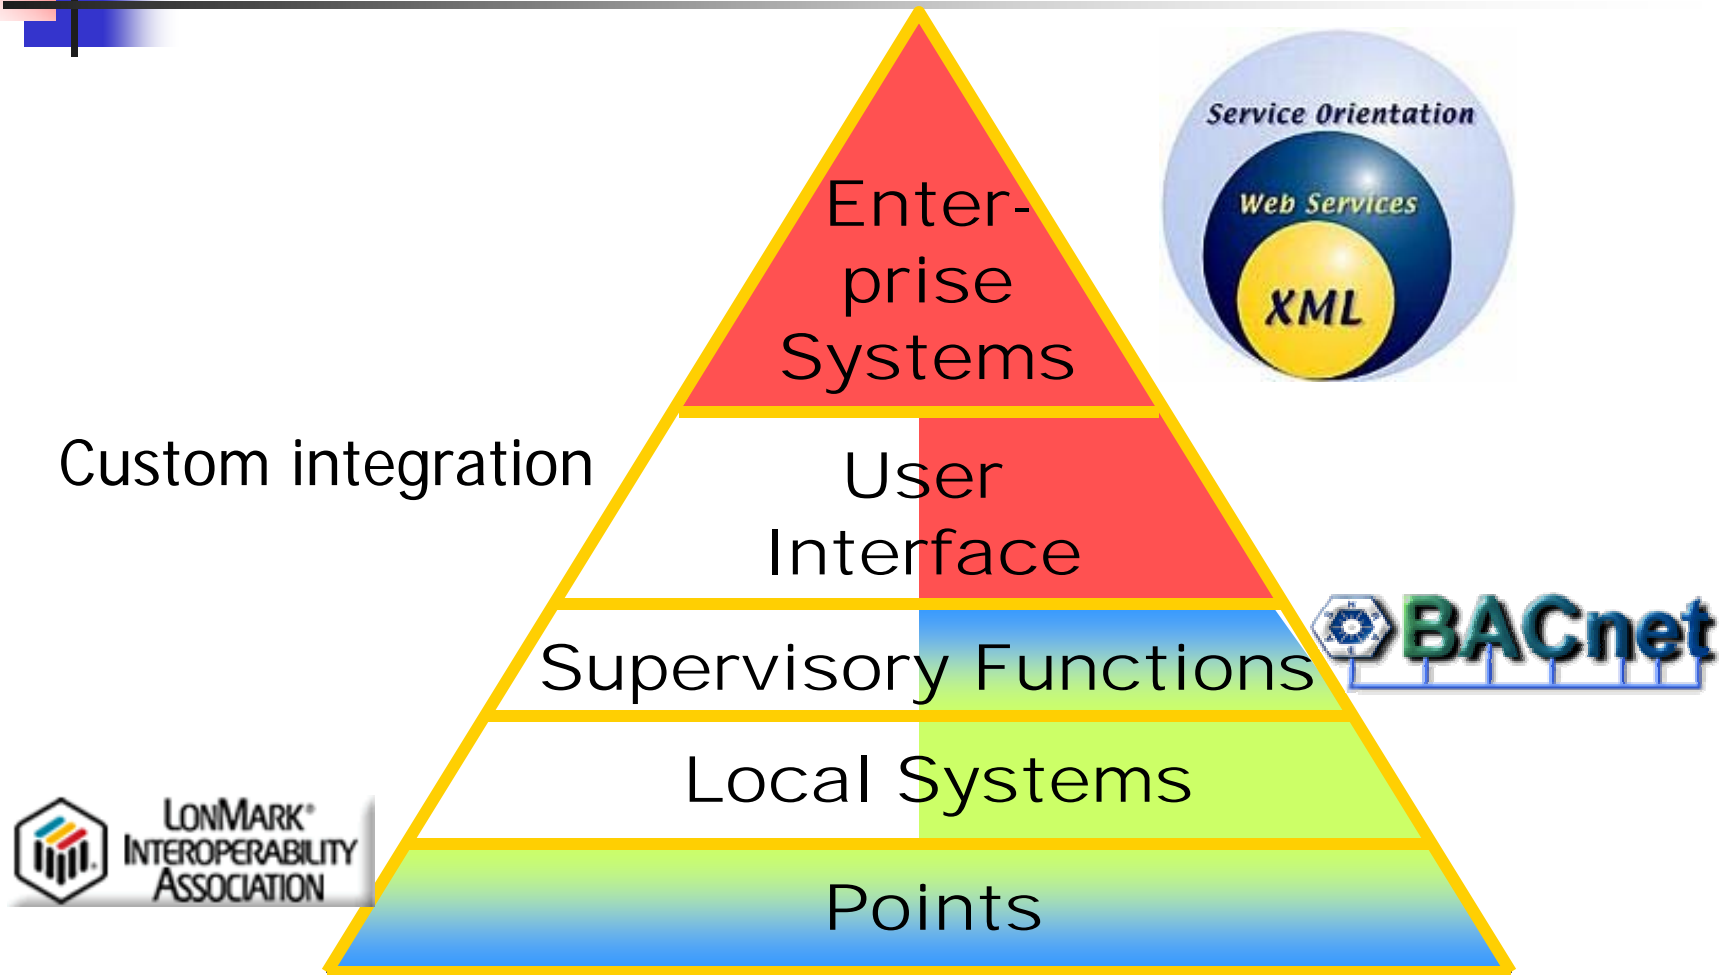 Service Orientation
Web Services
XML
Enter-
prise
Systems
Custom integration
User
Interface
BACnet
Supervisory Functions
Local Systems
LONMARK®
INTEROPERABILITY
ASSOCIATION
Points